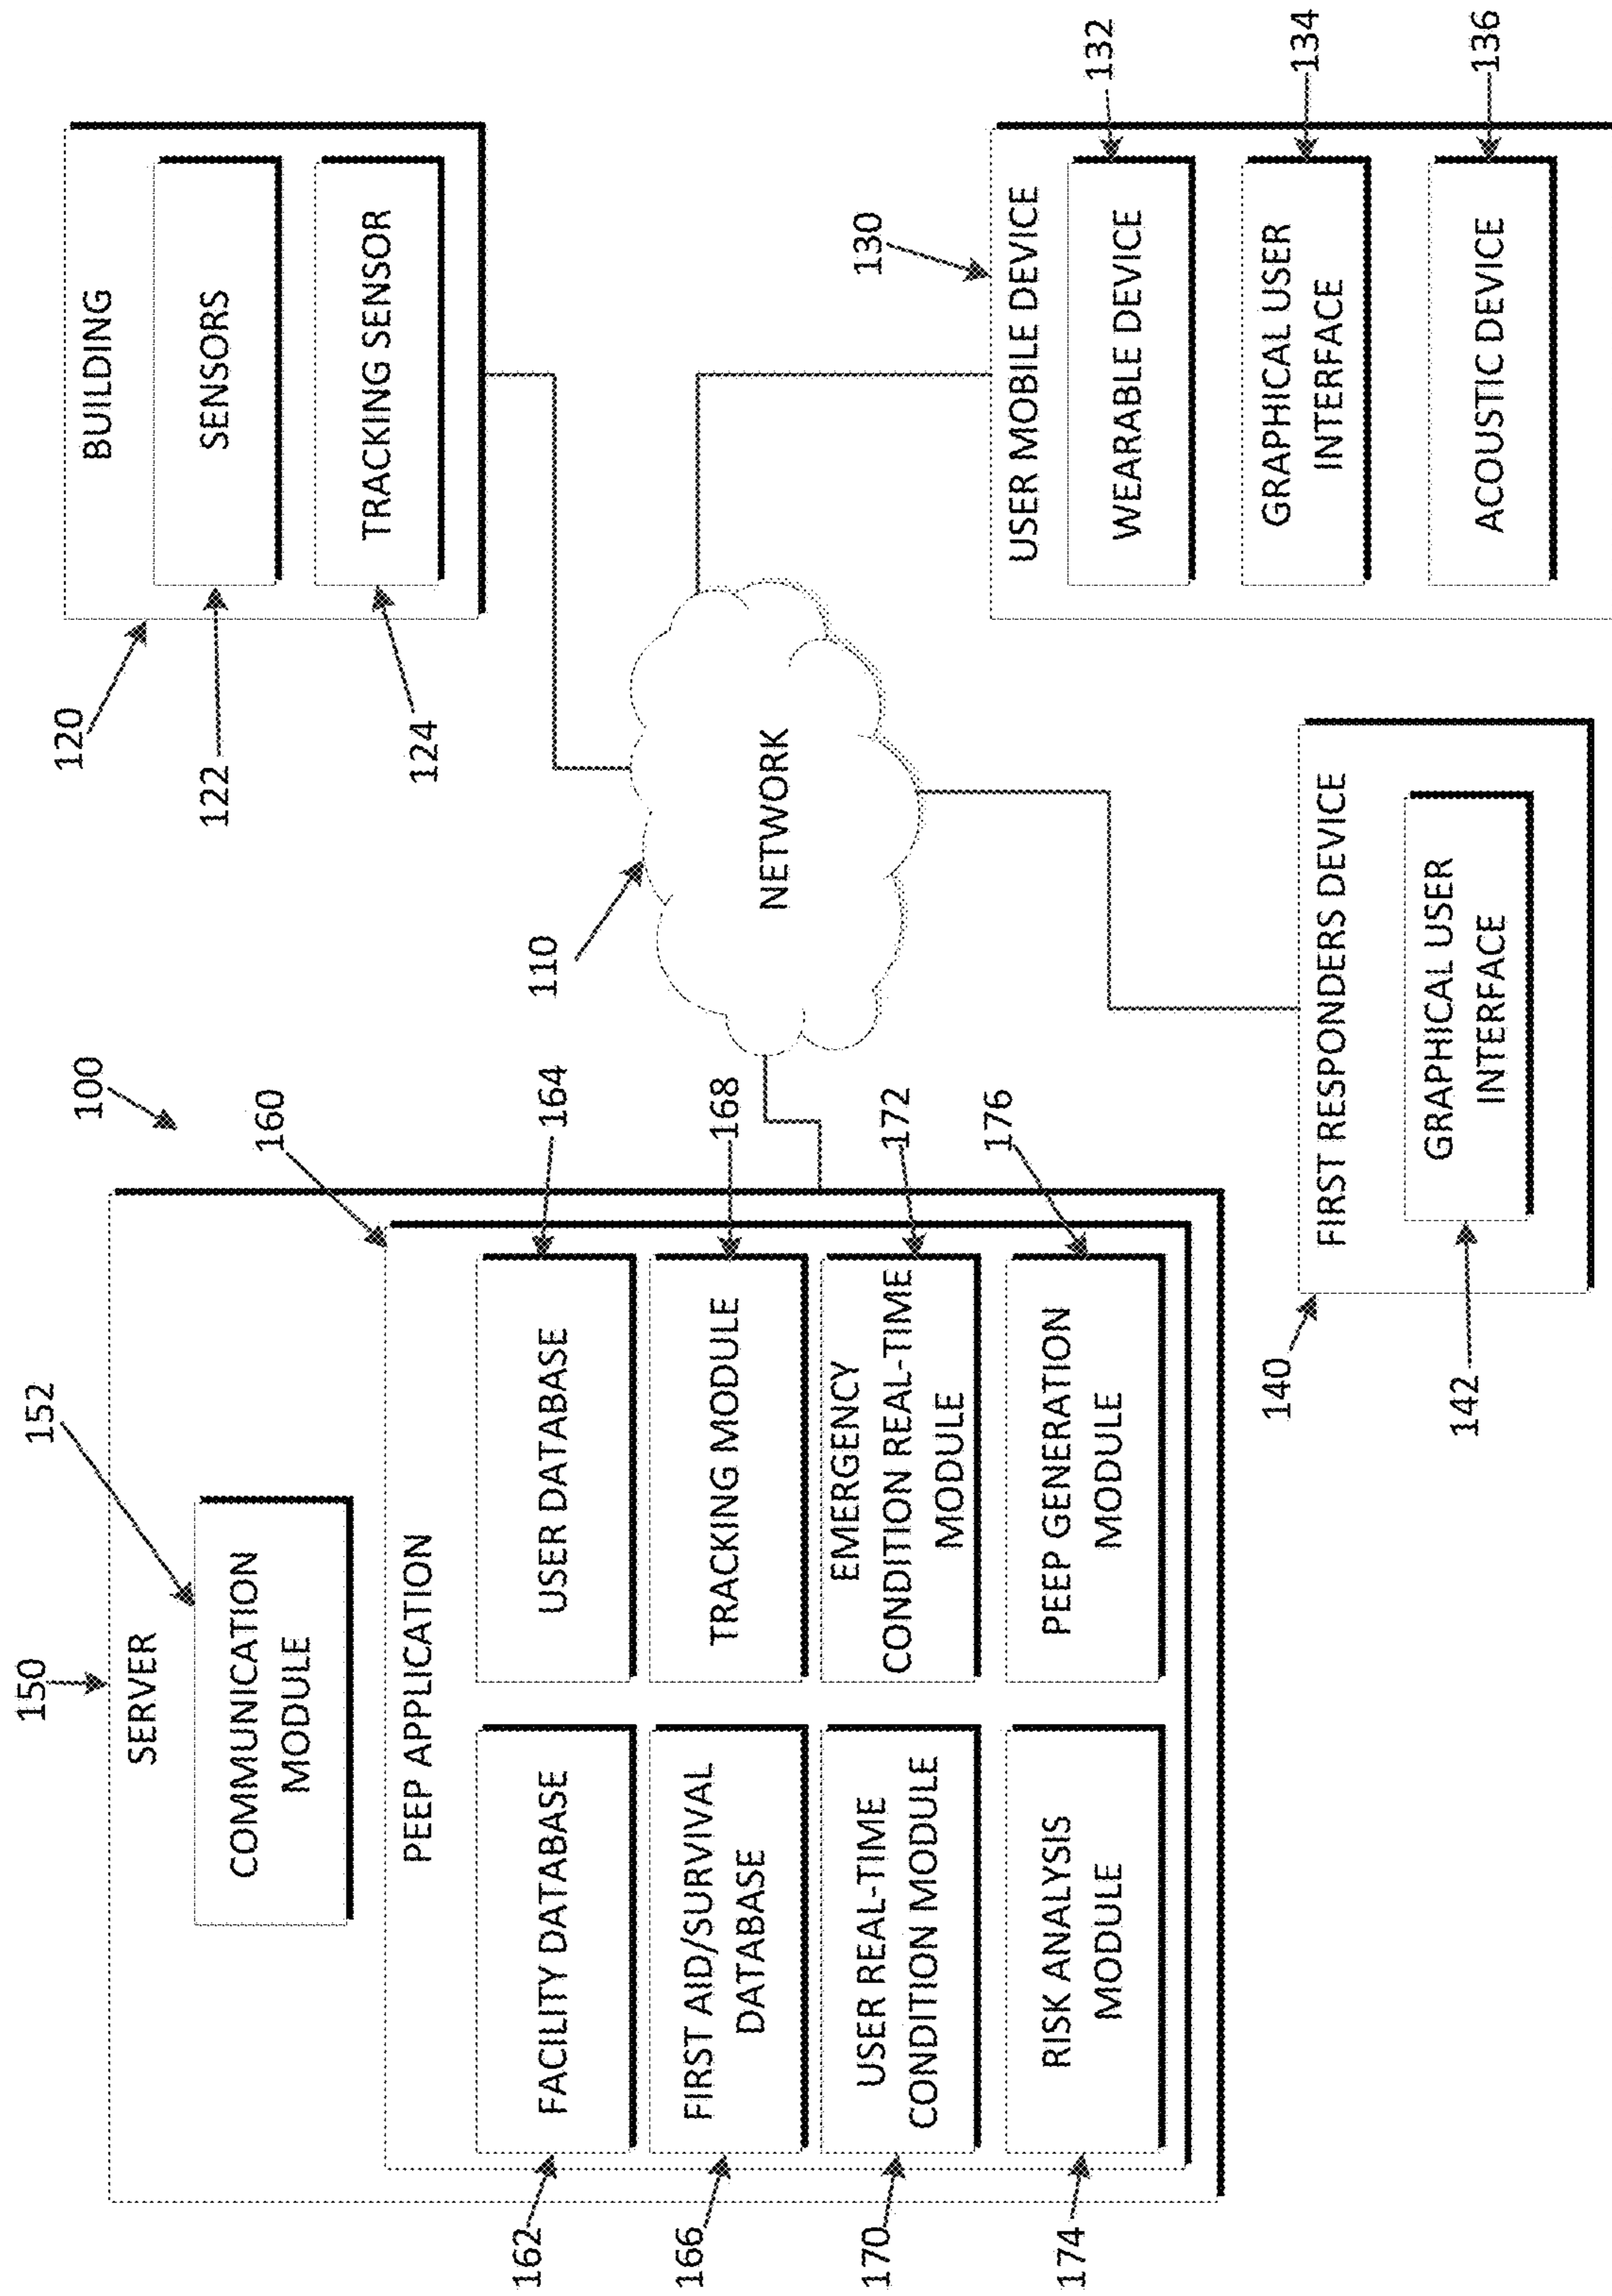 100
150
SERVER
152
COMMUNICATION
MODULE
160
PEEP APPLICATION
162
FACILITY DATABASE
164
USER DATABASE
166
FIRST AID/SURVIVAL
DATABASE
168
TRACKING MODULE
170
USER REAL-TIME
CONDITION MODULE
172
EMERGENCY
CONDITION REAL-TIME
MODULE
174
RISK ANALYSIS
MODULE
176
PEEP GENERATION
MODULE
110
NETWORK
120
BUILDING
122
SENSORS
124
TRACKING SENSOR
130
USER MOBILE DEVICE
132
WEARABLE DEVICE
134
GRAPHICAL USER
INTERFACE
136
ACOUSTIC DEVICE
140
FIRST RESPONDERS DEVICE
142
GRAPHICAL USER
INTERFACE